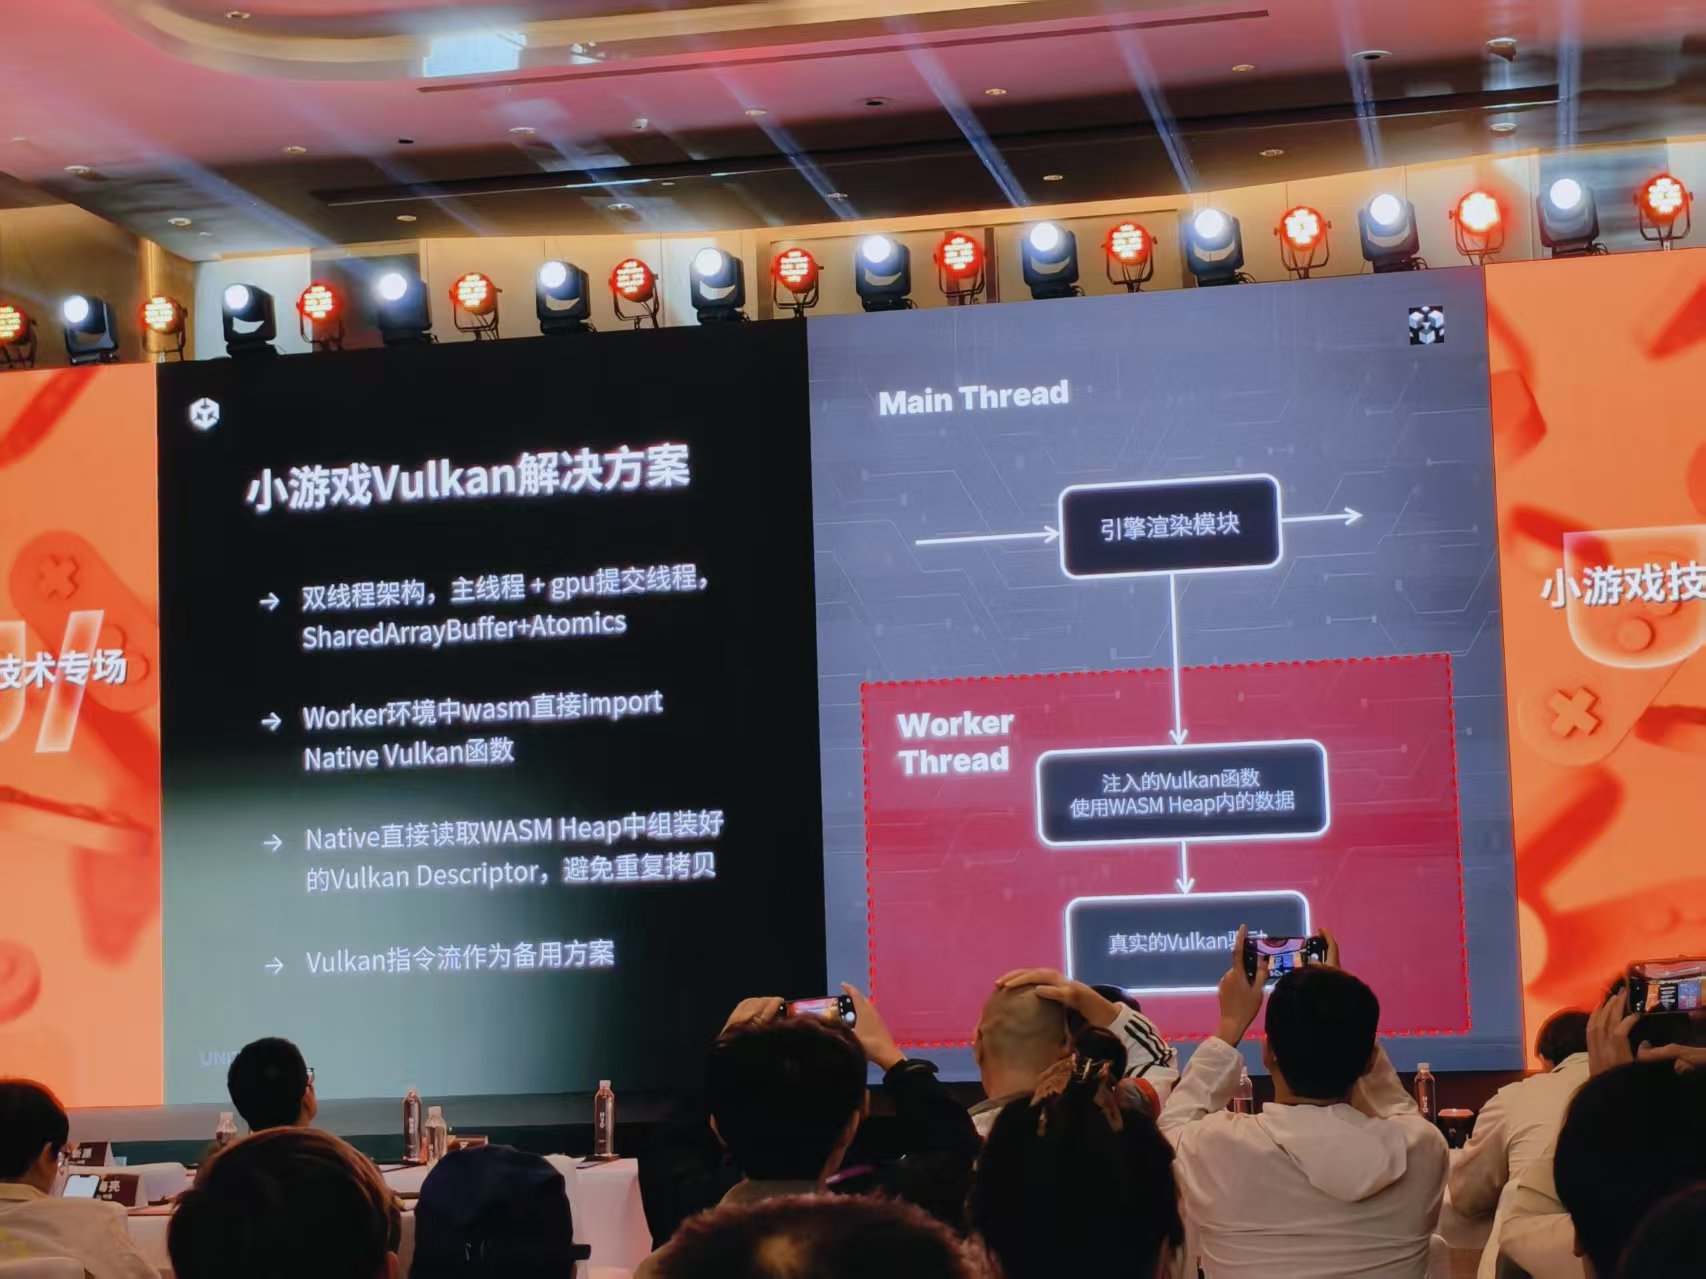 小游戏Vulkan解决方案
→ 双线程架构，主线程 + gpu提交线程，
SharedArrayBuffer+Atomics
→ Worker环境中wasm直接import
Native Vulkan函数
→ Native直接读取WASM Heap中组装好
的Vulkan Descriptor，避免重复拷贝
→ Vulkan指令流作为备用方案
Main Thread
引擎渲染模块
Worker
Thread
注入的Vulkan函数
使用WASM Heap内的数据
真实的Vulkan
技术专场
小游戏技